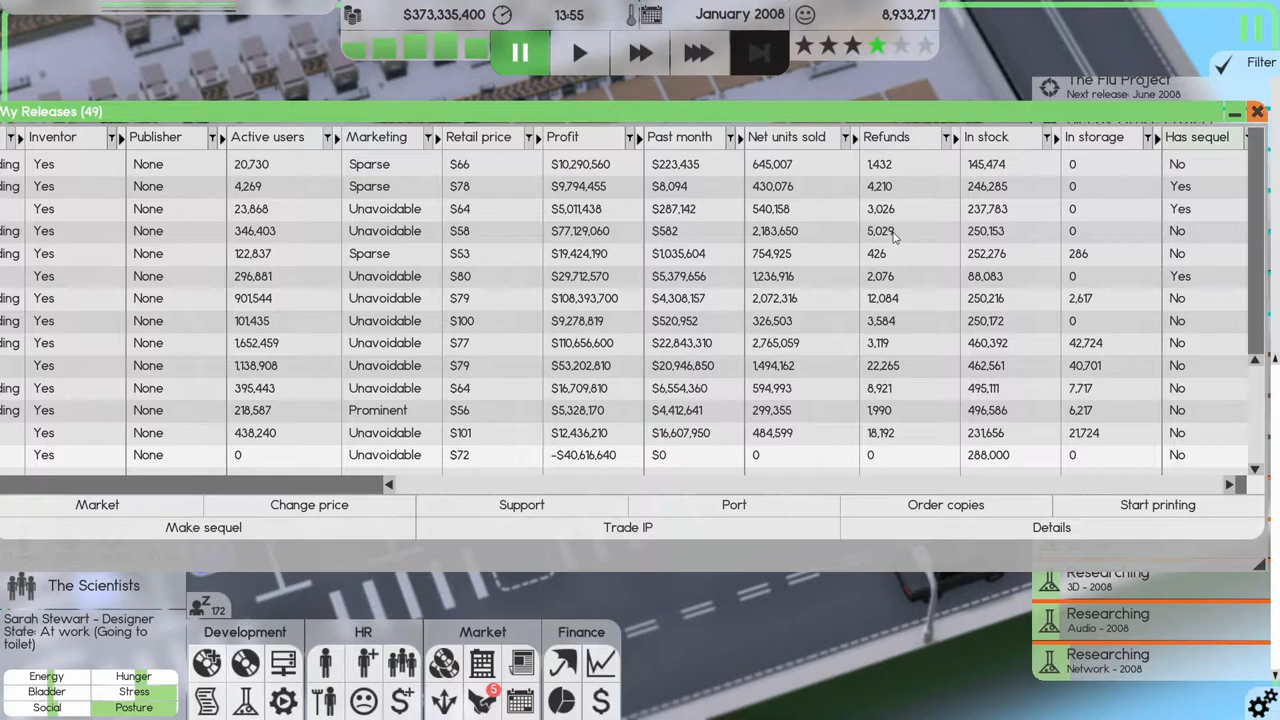 $373,335,400 13:55 January 2008 8,933,271
Filter
The Flu Project
Next release: June 2008
My Releases (49)
Inventor Publisher Active users Marketing Retail price Profit Past month Net units sold Refunds In stock In storage Has sequel
ding Yes None 20,730 Sparse $66 $10,290,560 $223,435 645,007 1,432 145,474 0 No
ding Yes None 4,269 Sparse $78 $9,794,455 $8,094 430,076 4,210 246,285 0 Yes
Yes None 23,868 Unavoidable $64 $5,011,438 $287,142 540,158 3,026 237,783 0 Yes
Yes None 346,403 Unavoidable $58 $77,129,060 $582 2,183,650 5,029 250,153 0 No
ding Yes None 122,837 Sparse $53 $19,424,190 $1,035,604 754,925 426 252,276 286 No
Yes None 296,881 Unavoidable $80 $29,712,570 $5,379,656 1,236,916 2,076 88,083 0 Yes
ding Yes None 901,544 Unavoidable $79 $108,393,700 $4,308,157 2,072,316 12,084 250,216 2,617 No
ding Yes None 101,435 Unavoidable $100 $9,278,819 $520,952 326,503 3,584 250,172 0 No
ding Yes None 1,652,459 Unavoidable $77 $110,656,600 $22,843,310 2,765,059 3,119 460,392 42,724 No
ding Yes None 1,138,908 Unavoidable $79 $53,202,810 $20,946,850 1,494,162 22,265 462,561 40,701 No
ding Yes None 395,443 Unavoidable $64 $16,709,810 $6,554,360 594,993 8,921 495,111 7,717 No
ding Yes None 218,587 Prominent $56 $5,328,170 $4,412,641 299,355 1,990 496,586 6,217 No
Yes None 438,240 Unavoidable $101 $12,436,210 $16,607,950 484,599 18,192 231,656 21,724 No
Yes None 0 Unavoidable $72 -$40,616,640 $0 0 0 288,000 0 No
Market Change price Support Port Order copies Start printing
Make sequel Trade IP Details
The Scientists
Sarah Stewart - Designer
State: At work (Going to
toilet)
Energy Hunger
Bladder Stress
Social Posture
Z 172
Development HR Market Finance
5
Researching
3D - 2008
Researching
Audio - 2008
Researching
Network - 2008